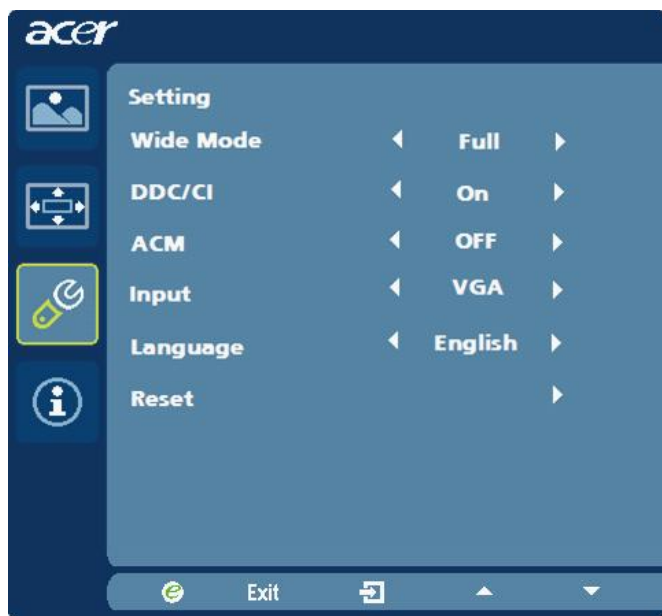 acer
Setting
Wide Mode Full
DDC/CI On
ACM OFF
Input VGA
Language English
Reset
e Exit